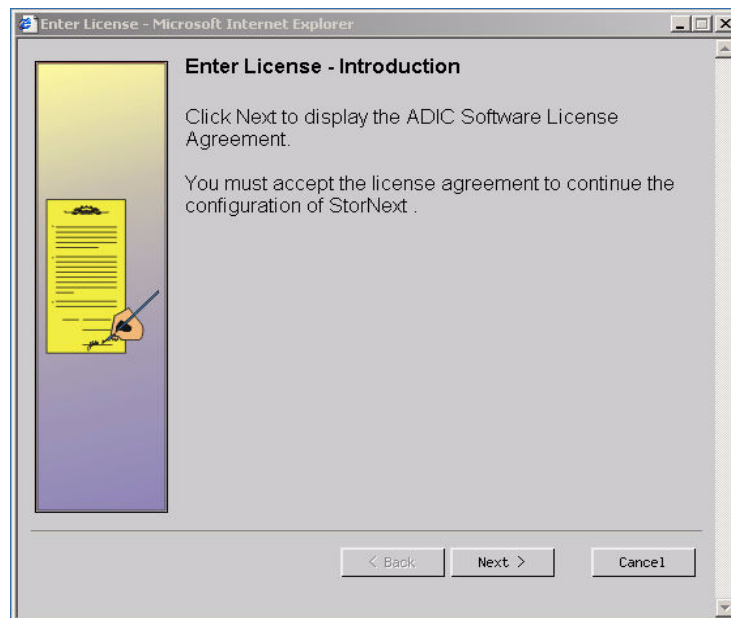 Enter License - Microsoft Internet Explorer
Enter License - Introduction
Click Next to display the ADIC Software License
Agreement.
You must accept the license agreement to continue the
configuration of StorNext .
< Back
Next >
Cancel